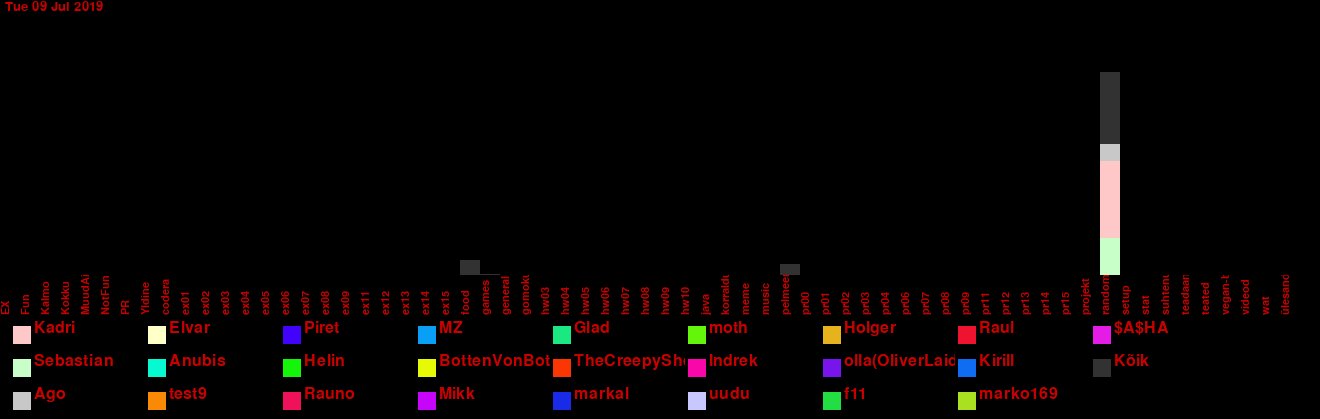 Tue 09 Jul 2019
EX Fun Kalmo Kokku MuudAi NotFun PR Yldine codera ex01 ex02 ex03 ex04 ex05 ex06 ex07 ex08 ex09 ex11 ex12 ex13 ex14 ex15 food games general gomoku hw03 hw04 hw05 hw06 hw07 hw08 hw09 hw10 java korraldu meme music pelmee pr00 pr01 pr02 pr03 pr04 pr06 pr07 pr08 pr09 pr11 pr12 pr13 pr14 pr15 projekt random setup stat suhtenu teadaan teated vegan-t videod wat ülesand
Kadri Elvar Piret MZ Glad moth Holger Raul $A$HA
Sebastian Anubis Helin BottenVonBot TheCreepySh Indrek olla(OliverLaid Kirill Kõik
Ago test9 Rauno Mikk markal uudu f11 marko169